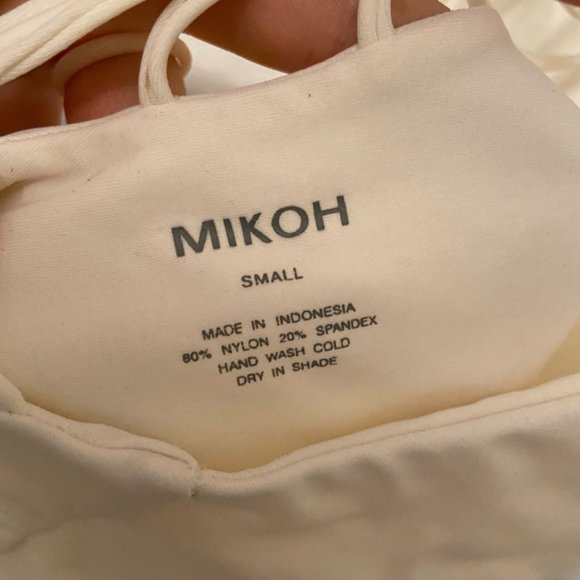 MIKOH
SMALL
MADE IN INDONESIA
80% NYLON 20% SPANDEX
HAND WASH COLD
DRY IN SHADE